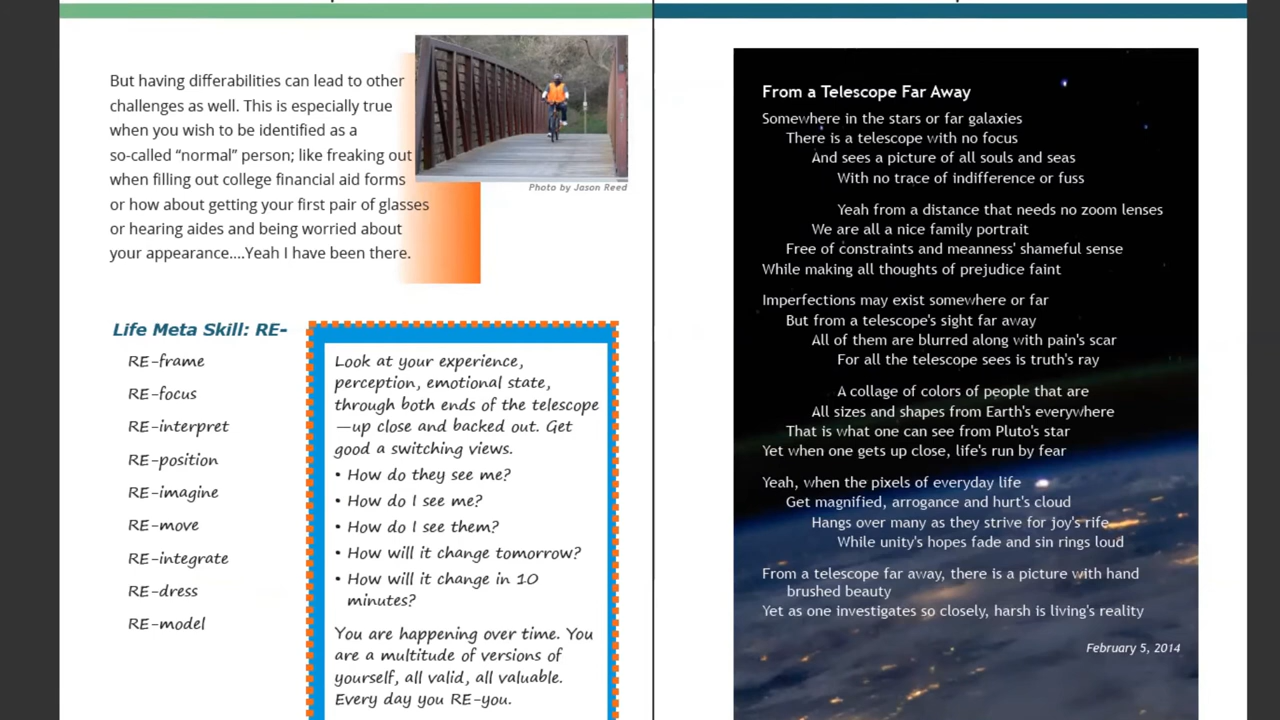 But having differabilities can lead to other
challenges as well. This is especially true
when you wish to be identified as a
so-called “normal” person; like freaking out
when filling out college financial aid forms
or how about getting your first pair of glasses
or hearing aides and being worried about
your appearance....Yeah I have been there.
Photo by Jason Reed
Life Meta Skill: RE-
RE-frame
RE-focus
RE-interpret
RE-position
RE-imagine
RE-move
RE-integrate
RE-dress
RE-model
Look at your experience,
perception, emotional state,
through both ends of the telescope
—up close and backed out. Get
good a switching views.
• How do they see me?
• How do I see me?
• How do I see them?
• How will it change tomorrow?
• How will it change in 10
minutes?
You are happening over time. You
are a multitude of versions of
yourself, all valid, all valuable.
Every day you RE-you.
From a Telescope Far Away
Somewhere in the stars or far galaxies
There is a telescope with no focus
And sees a picture of all souls and seas
With no trace of indifference or fuss
Yeah from a distance that needs no zoom lenses
We are all a nice family portrait
Free of constraints and meanness' shameful sense
While making all thoughts of prejudice faint
Imperfections may exist somewhere or far
But from a telescope's sight far away
All of them are blurred along with pain's scar
For all the telescope sees is truth's ray
A collage of colors of people that are
All sizes and shapes from Earth's everywhere
That is what one can see from Pluto's star
Yet when one gets up close, life's run by fear
Yeah, when the pixels of everyday life
Get magnified, arrogance and hurt's cloud
Hangs over many as they strive for joy's rife
While unity's hopes fade and sin rings loud
From a telescope far away, there is a picture with hand
brushed beauty
Yet as one investigates so closely, harsh is living's reality
February 5, 2014